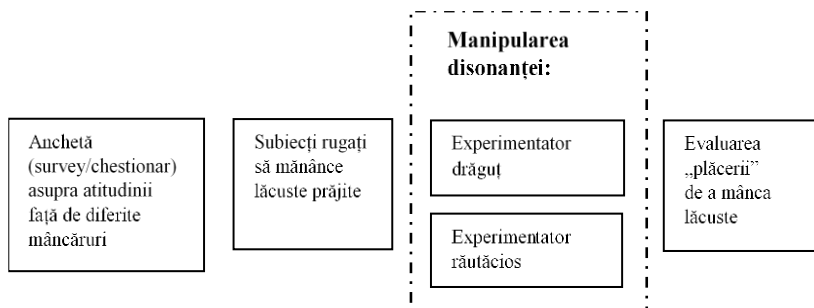 Manipularea
disonanței:
Anchetă
(survey/chestionar)
asupra atitudinii
față de diferite
mâncăruri
Subiecți rugați
să mănânce
lăcuste prăjite
Experimentator
drăguț
Experimentator
răutăcios
Evaluarea
„plăcerii”
de a mânca
lăcuste